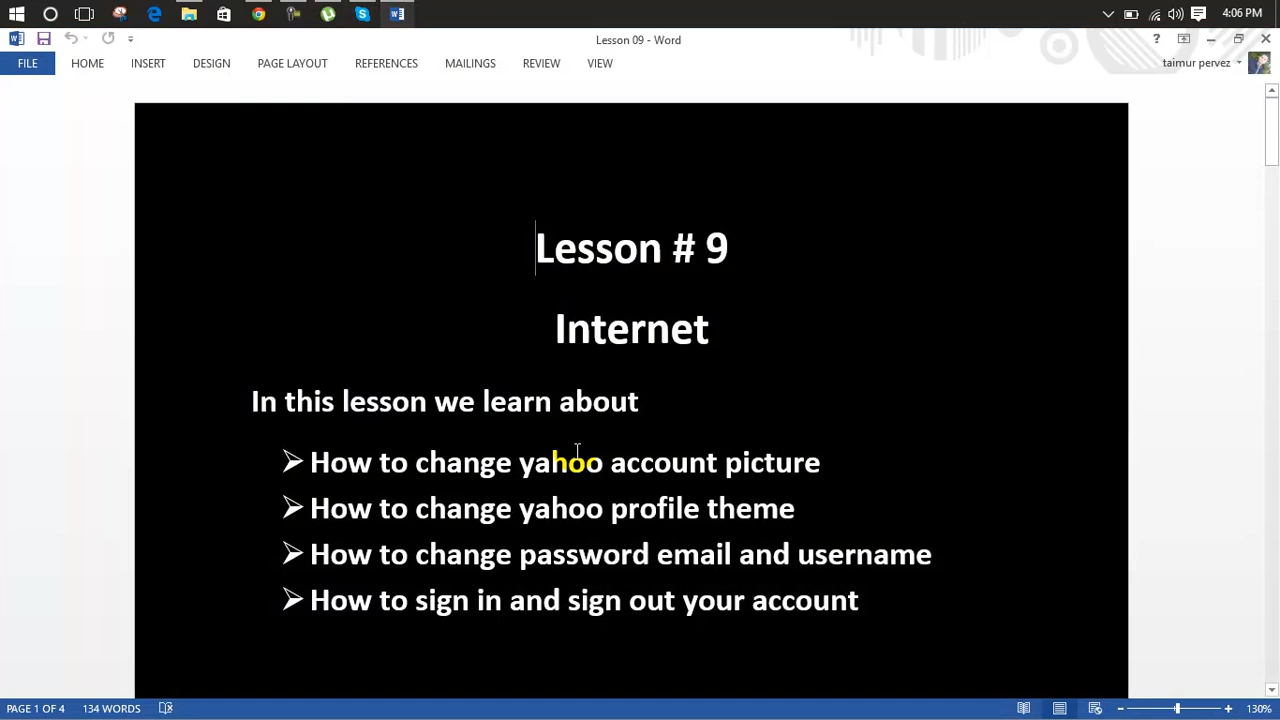 4:06 PM
Lesson 09 - Word
?
FILE HOME INSERT DESIGN PAGE LAYOUT REFERENCES MAILINGS REVIEW VIEW taimur pervez
Lesson # 9
Internet
In this lesson we learn about
➢ How to change yahoo account picture
➢ How to change yahoo profile theme
➢ How to change password email and username
➢ How to sign in and sign out your account
PAGE 1 OF 4 134 WORDS 130%